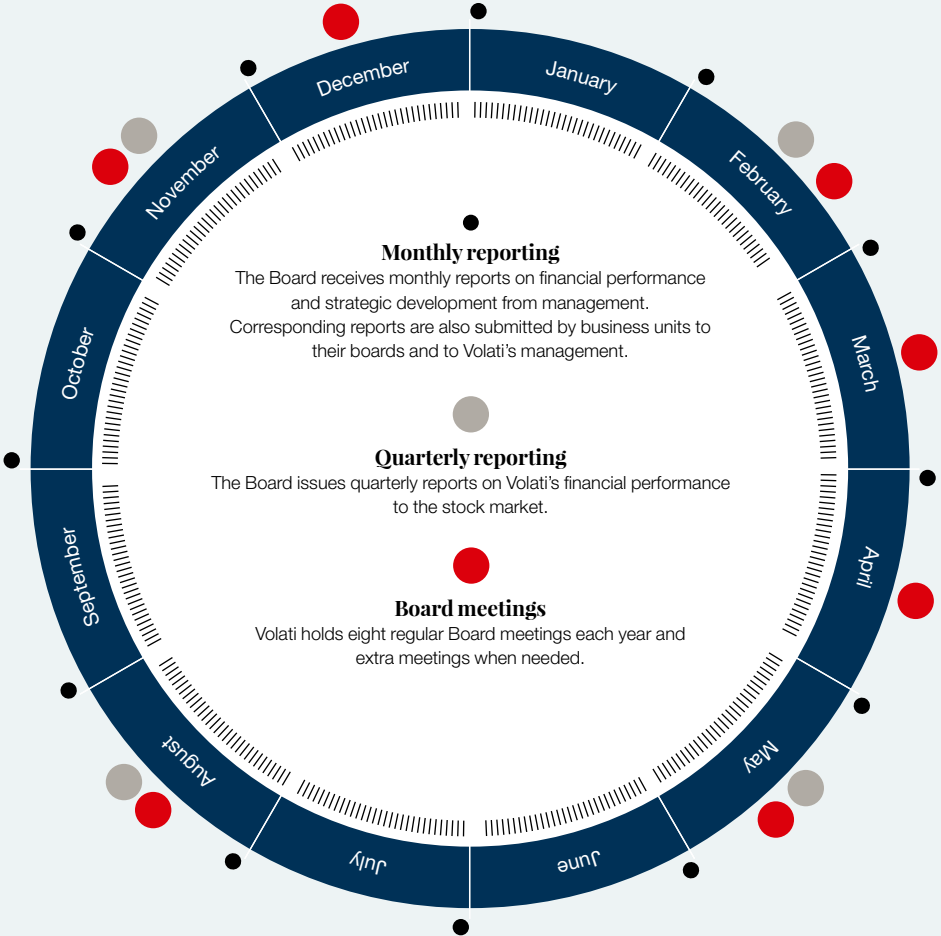 December
January
November
February
October
March
September
April
August
May
July
June
Monthly reporting
The Board receives monthly reports on financial performance
and strategic development from management.
Corresponding reports are also submitted by business units to
their boards and to Volati’s management.
Quarterly reporting
The Board issues quarterly reports on Volati’s financial performance
to the stock market.
Board meetings
Volati holds eight regular Board meetings each year and
extra meetings when needed.